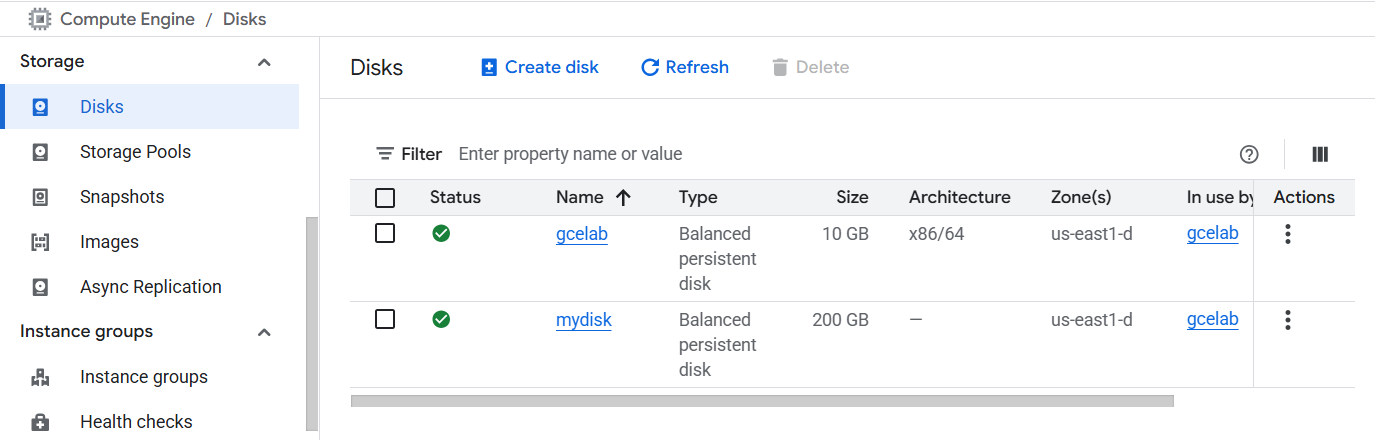 Compute Engine / Disks
Storage
Disks
Storage Pools
Snapshots
Images
Async Replication
Instance groups
Instance groups
Health checks
Disks Create disk Refresh Delete
Filter Enter property name or value
Status Name Type Size Architecture Zone(s) In use by Actions
gcelab Balanced 10 GB x86/64 us-east1-d gcelab
persistent
disk
mydisk Balanced 200 GB — us-east1-d gcelab
persistent
disk